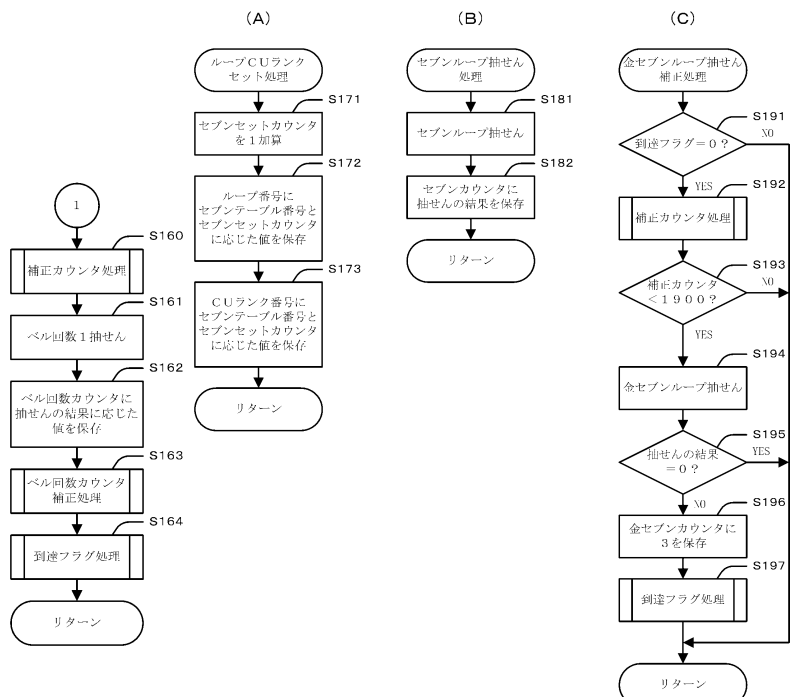 1
S160
補正カウンタ処理
S161
ベル回数1抽せん
S162
ベル回数カウンタに
抽せんの結果に応じた
値を保存
S163
ベル回数カウンタ
補正処理
S164
到達フラグ処理
リターン
(A)
ループCUランク
セット処理
S171
セブンセットカウンタ
を1加算
S172
ループ番号に
セブンテーブル番号と
セブンセットカウンタ
に応じた値を保存
S173
CUランク番号に
セブンテーブル番号と
セブンセットカウンタ
に応じた値を保存
リターン
(B)
セブンループ抽せん
処理
S181
セブンループ抽せん
S182
セブンカウンタに
抽せんの結果を保存
リターン
(C)
金セブンループ抽せん
補正処理
S191
到達フラグ=0?
NO
YES
S192
補正カウンタ処理
S193
補正カウンタ
<1900?
NO
YES
S194
金セブンループ抽せん
S195
抽せんの結果
=0?
YES
NO
S196
金セブンカウンタに
3を保存
S197
到達フラグ処理
リターン